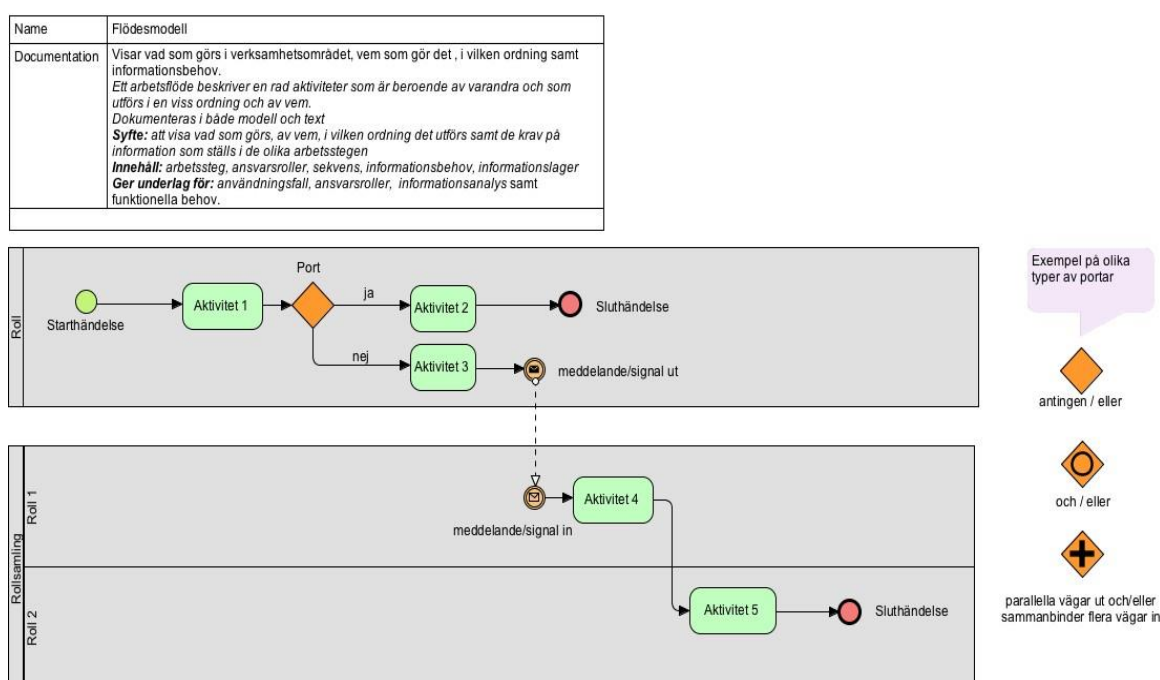 Name
Flödesmodell
Documentation
Visar vad som görs i verksamhetsområdet, vem som gör det , i vilken ordning samt
informationsbehov.
Ett arbetsflöde beskriver en rad aktiviteter som är beroende av varandra och som
utförs i en viss ordning och av vem.
Dokumenteras i både modell och text
Syfte: att visa vad som görs, av vem, i vilken ordning det utförs samt de krav på
information som ställs i de olika arbetsstegen
Innehåll: arbetssteg, ansvarsroller, sekvens, informationsbehov, informationslager
Ger underlag för: användningsfall, ansvarsroller, informationsanalys samt
funktionella behov.
Roll
Starthändelse
Aktivitet 1
Port
ja
Aktivitet 2
Sluthändelse
nej
Aktivitet 3
meddelande/signal ut
Rollsamling
Roll 1
meddelande/signal in
Aktivitet 4
Roll 2
Aktivitet 5
Sluthändelse
Exempel på olika
typer av portar
antingen / eller
och / eller
parallella vägar ut och/eller
sammanbinder flera vägar in